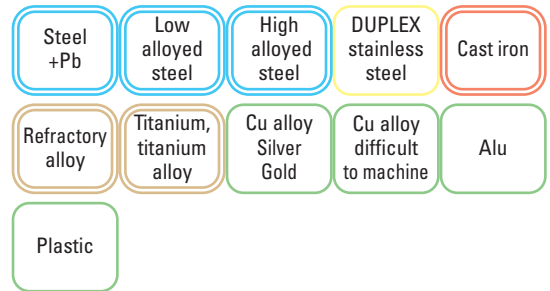 Steel
+Pb
Low
alloyed
steel
High
alloyed
steel
DUPLEX
stainless
steel
Cast iron
Refractory
alloy
Titanium,
titanium
alloy
Cu alloy
Silver
Gold
Cu alloy
difficult
to machine
Alu
Plastic